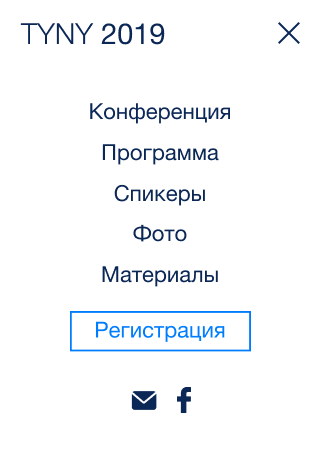 TYNY 2019
Конференция
Программа
Спикеры
Фото
Материалы
Регистрация